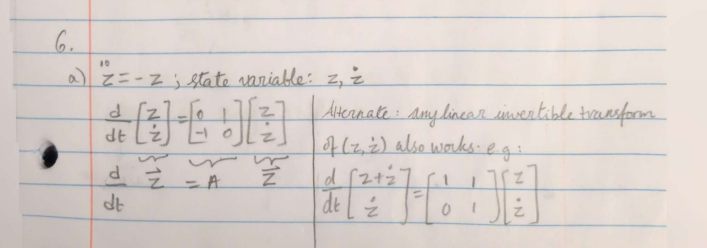 6.
a) z̈ = -z ; state variable: z, ż
d/dt [z; ż] = [0 1; -1 0] [z; ż]
d/dt z⃗ = A z⃗
Alternate: any linear invertible transform
of (z, ż) also works. e.g:
d/dt [z+ż; ż] = [1 1; 0 1] [z; ż]